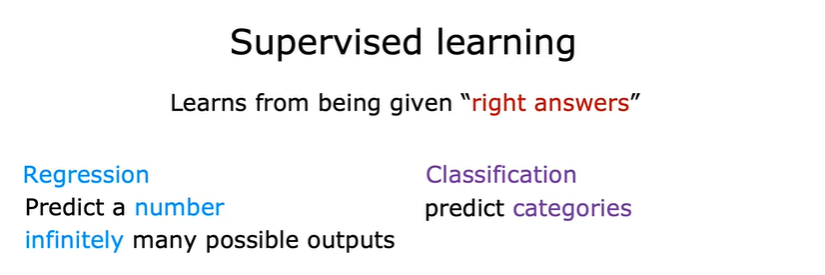 Supervised learning
Learns from being given “right answers”
Regression
Predict a number
infinitely many possible outputs
Classification
predict categories